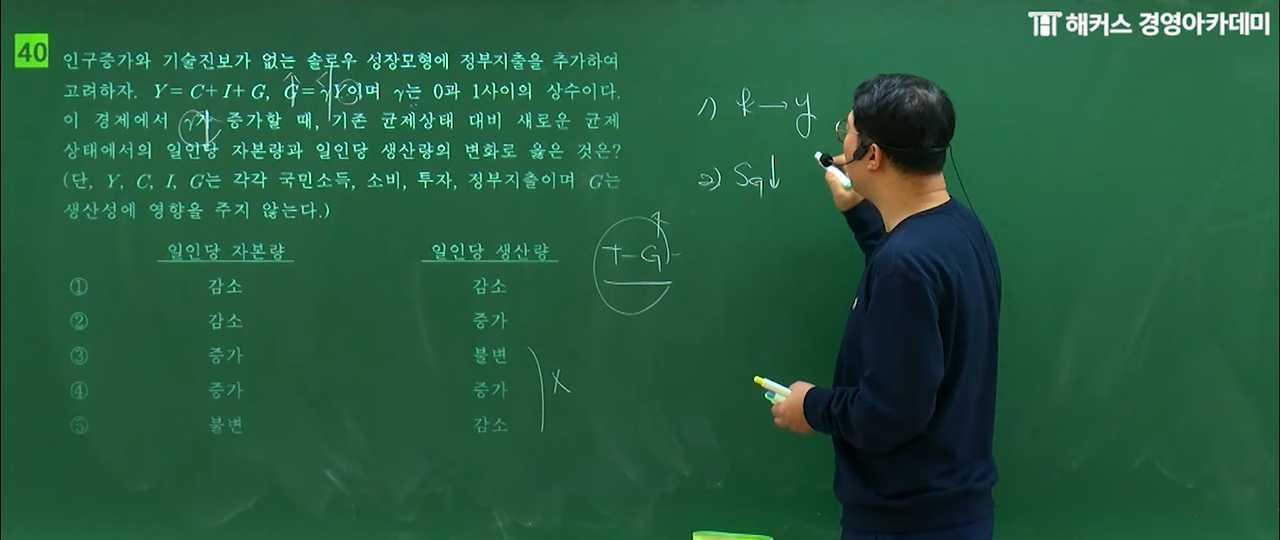 해커스 경영아카데미
40
인구증가와 기술진보가 없는 솔로우 성장모형에 정부지출을 추가하여
고려하자. Y = C + I + G, G = γY이며 γ는 0과 1사이의 상수이다.
이 경제에서 γ가 증가할 때, 기존 균제상태 대비 새로운 균제
상태에서의 일인당 자본량과 일인당 생산량의 변화로 옳은 것은?
(단, Y, C, I, G는 각각 국민소득, 소비, 투자, 정부지출이며 G는
생산성에 영향을 주지 않는다.)
일인당 자본량 일인당 생산량
① 감소 감소
② 감소 증가
③ 증가 불변
④ 증가 증가
⑤ 불변 감소
X
T-G↑
1) k → y
2) S_G ↓